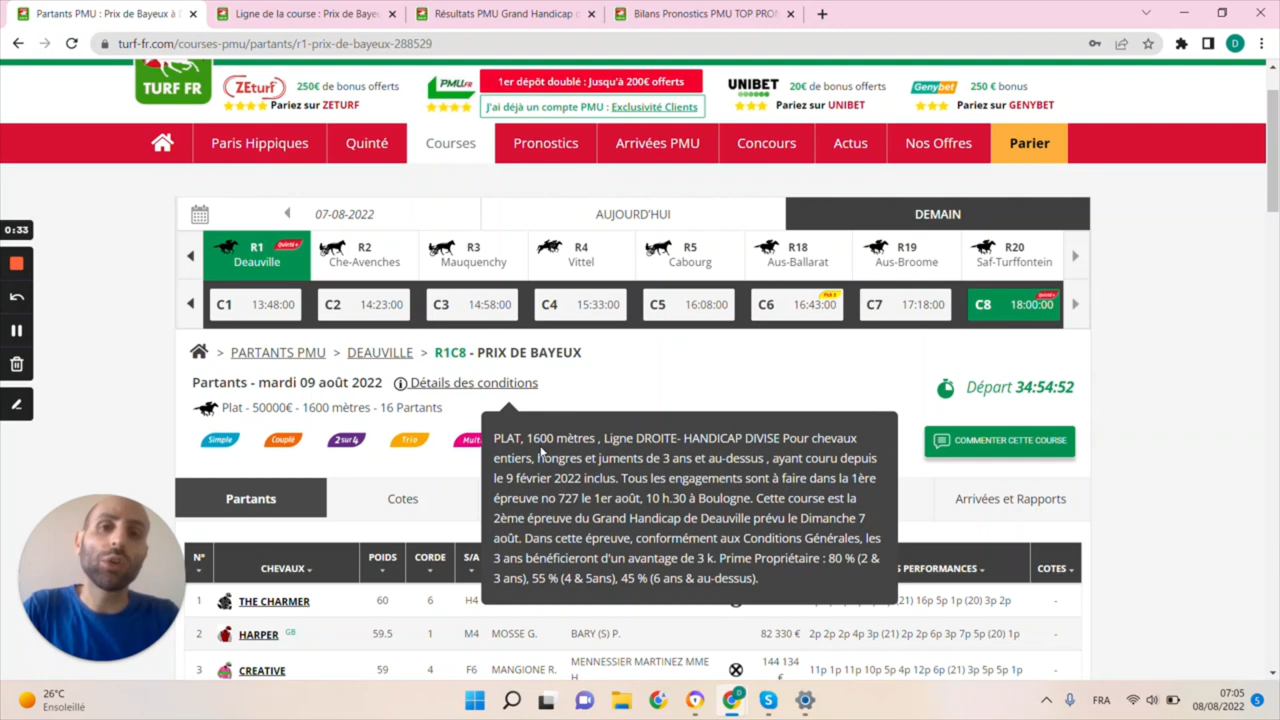 Partants PMU : Prix de Bayeux à
Ligne de la course : Prix de Baye
Résultats PMU Grand Handicap
Bilans Pronostics PMU TOP PRO
turf-fr.com/courses-pmu/partants/r1-prix-de-bayeux-288529
D
TURF FR
ZEturf
250€ de bonus offerts
Pariez sur ZETURF
PMU.fr
1er dépôt doublé : Jusqu'à 200€ offerts
J'ai déjà un compte PMU : Exclusivité Clients
UNIBET
20€ de bonus offerts
Pariez sur UNIBET
Genybet
250 € bonus
Pariez sur GENYBET
Paris Hippiques
Quinté
Courses
Pronostics
Arrivées PMU
Concours
Actus
Nos Offres
Parier
0:33
07-08-2022
AUJOURD'HUI
DEMAIN
R1 Quinté+
Deauville
R2
Che-Avenches
R3
Mauquenchy
R4
Vittel
R5
Cabourg
R18
Aus-Ballarat
R19
Aus-Broome
R20
Saf-Turffontein
C1 13:48:00
C2 14:23:00
C3 14:58:00
C4 15:33:00
C5 16:08:00
C6 16:43:00
C7 17:18:00
C8 18:00:00
> PARTANTS PMU > DEAUVILLE > R1C8 - PRIX DE BAYEUX
Partants - mardi 09 août 2022 Détails des conditions
Départ 34:54:52
Plat - 50000€ - 1600 mètres - 16 Partants
Simple
Couplé
2sur4
Trio
COMMENTER CETTE COURSE
PLAT, 1600 mètres , Ligne DROITE- HANDICAP DIVISE Pour chevaux
entiers, hongres et juments de 3 ans et au-dessus , ayant couru depuis
le 9 février 2022 inclus. Tous les engagements sont à faire dans la 1ère
épreuve no 727 le 1er août, 10 h.30 à Boulogne. Cette course est la
2ème épreuve du Grand Handicap de Deauville prévu le Dimanche 7
août. Dans cette épreuve, conformément aux Conditions Générales, les
3 ans bénéficieront d'un avantage de 3 k. Prime Propriétaire : 80 % (2 &
3 ans), 55 % (4 & 5ans), 45 % (6 ans & au-dessus).
Partants
Cotes
Arrivées et Rapports
N° CHEVAUX POIDS CORDE S/A PERFORMANCES COTES
1 THE CHARMER 60 6 H4 (21) 16p 5p 1p (20) 3p 2p -
2 HARPER GB 59.5 1 M4 MOSSE G. BARY (S) P. 82 330 € 2p 2p 2p 4p 3p (21) 2p 2p 6p 3p 7p 5p (20) 1p -
3 CREATIVE 59 4 F6 MANGIONE R. MENNESSIER MARTINEZ MME H. 144 134 € 11p 1p 11p 10p 5p 4p 12p 6p (21) 3p 5p 5p 1p -
26°C
Ensoleillé
FRA
07:05
08/08/2022
5